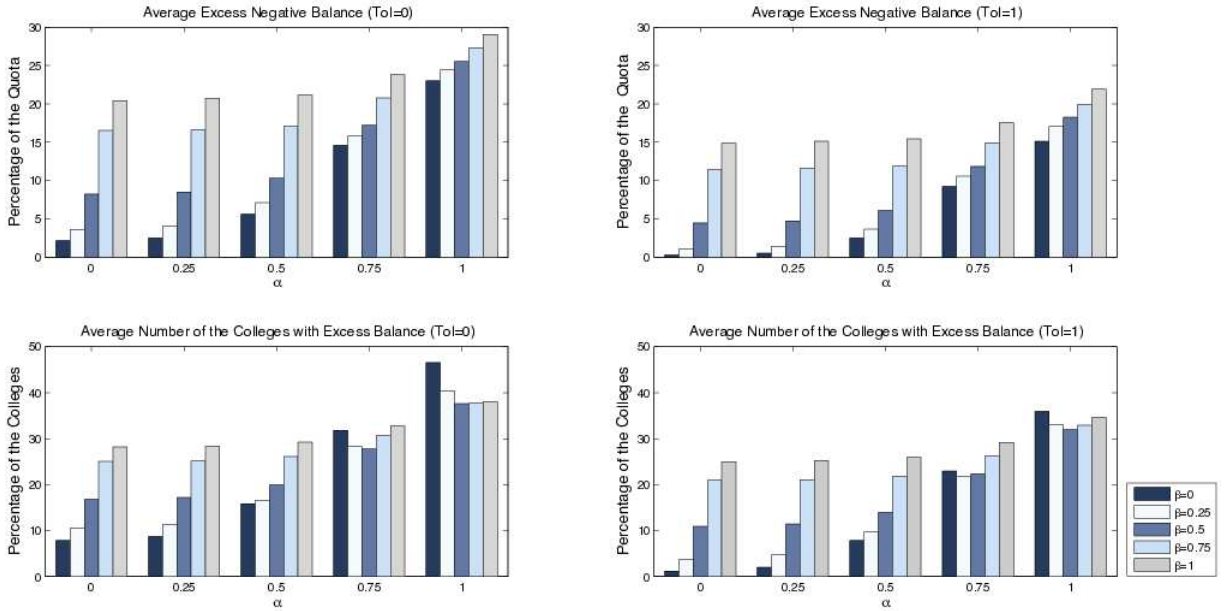 Average Excess Negative Balance (Tol=0)
Percentage of the Quota
30
25
20
15
10
5
0
0 0.25 0.5 0.75 1
α
Average Excess Negative Balance (Tol=1)
Percentage of the Quota
30
25
20
15
10
5
0
0 0.25 0.5 0.75 1
α
Average Number of the Colleges with Excess Balance (Tol=0)
Percentage of the Colleges
50
40
30
20
10
0
0 0.25 0.5 0.75 1
α
Average Number of the Colleges with Excess Balance (Tol=1)
Percentage of the Colleges
50
40
30
20
10
0
0 0.25 0.5 0.75 1
α
β=0
β=0.25
β=0.5
β=0.75
β=1